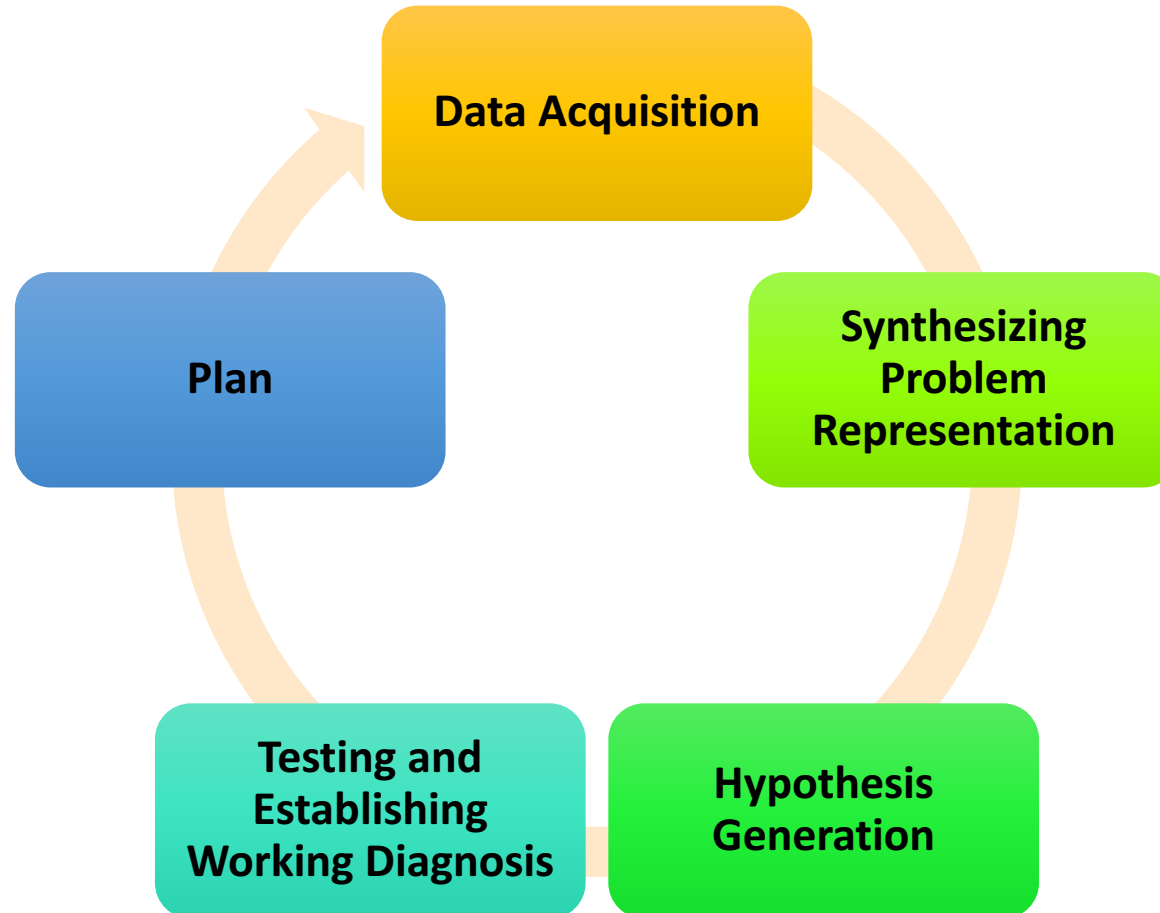 Data Acquisition
Synthesizing
Problem
Representation
Hypothesis
Generation
Testing and
Establishing
Working Diagnosis
Plan